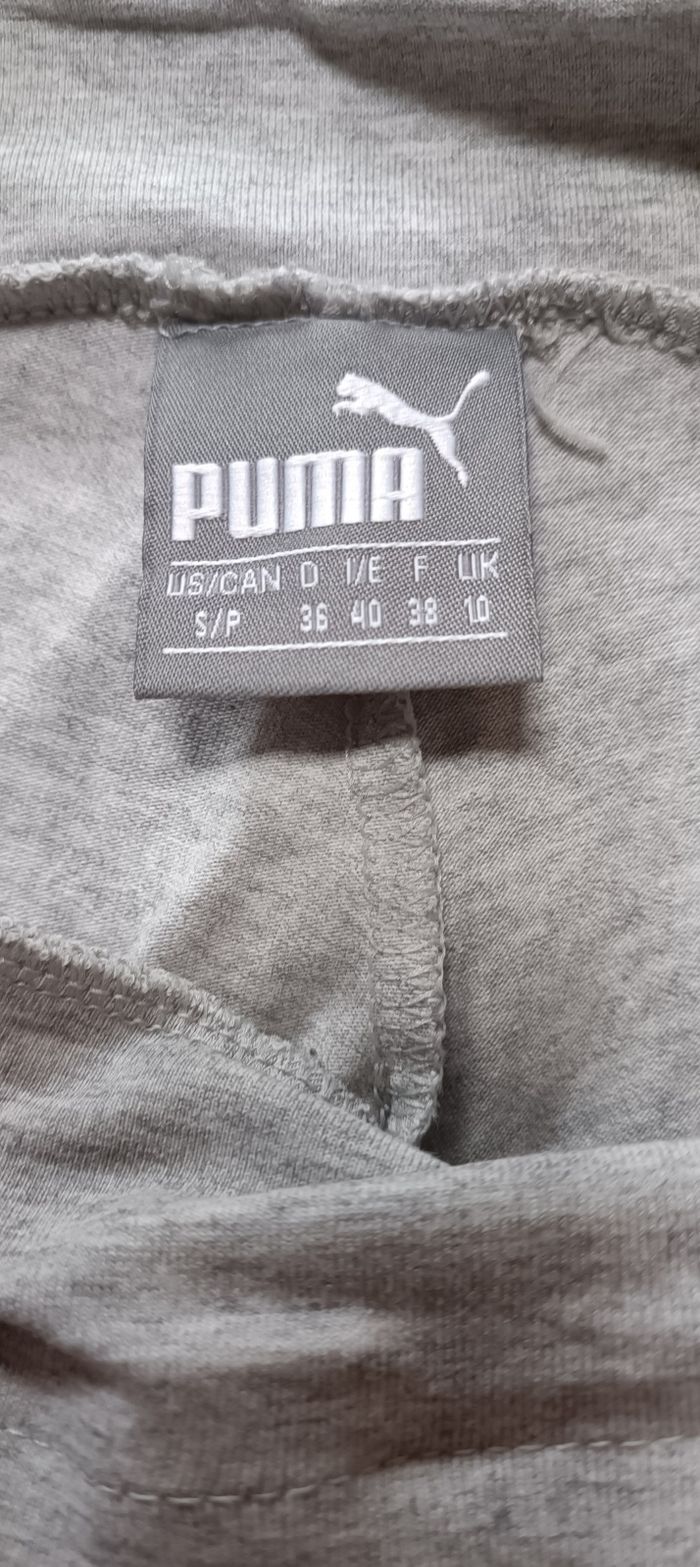 PUMA
US/CAN D I/E F UK
S/P 36 40 38 10